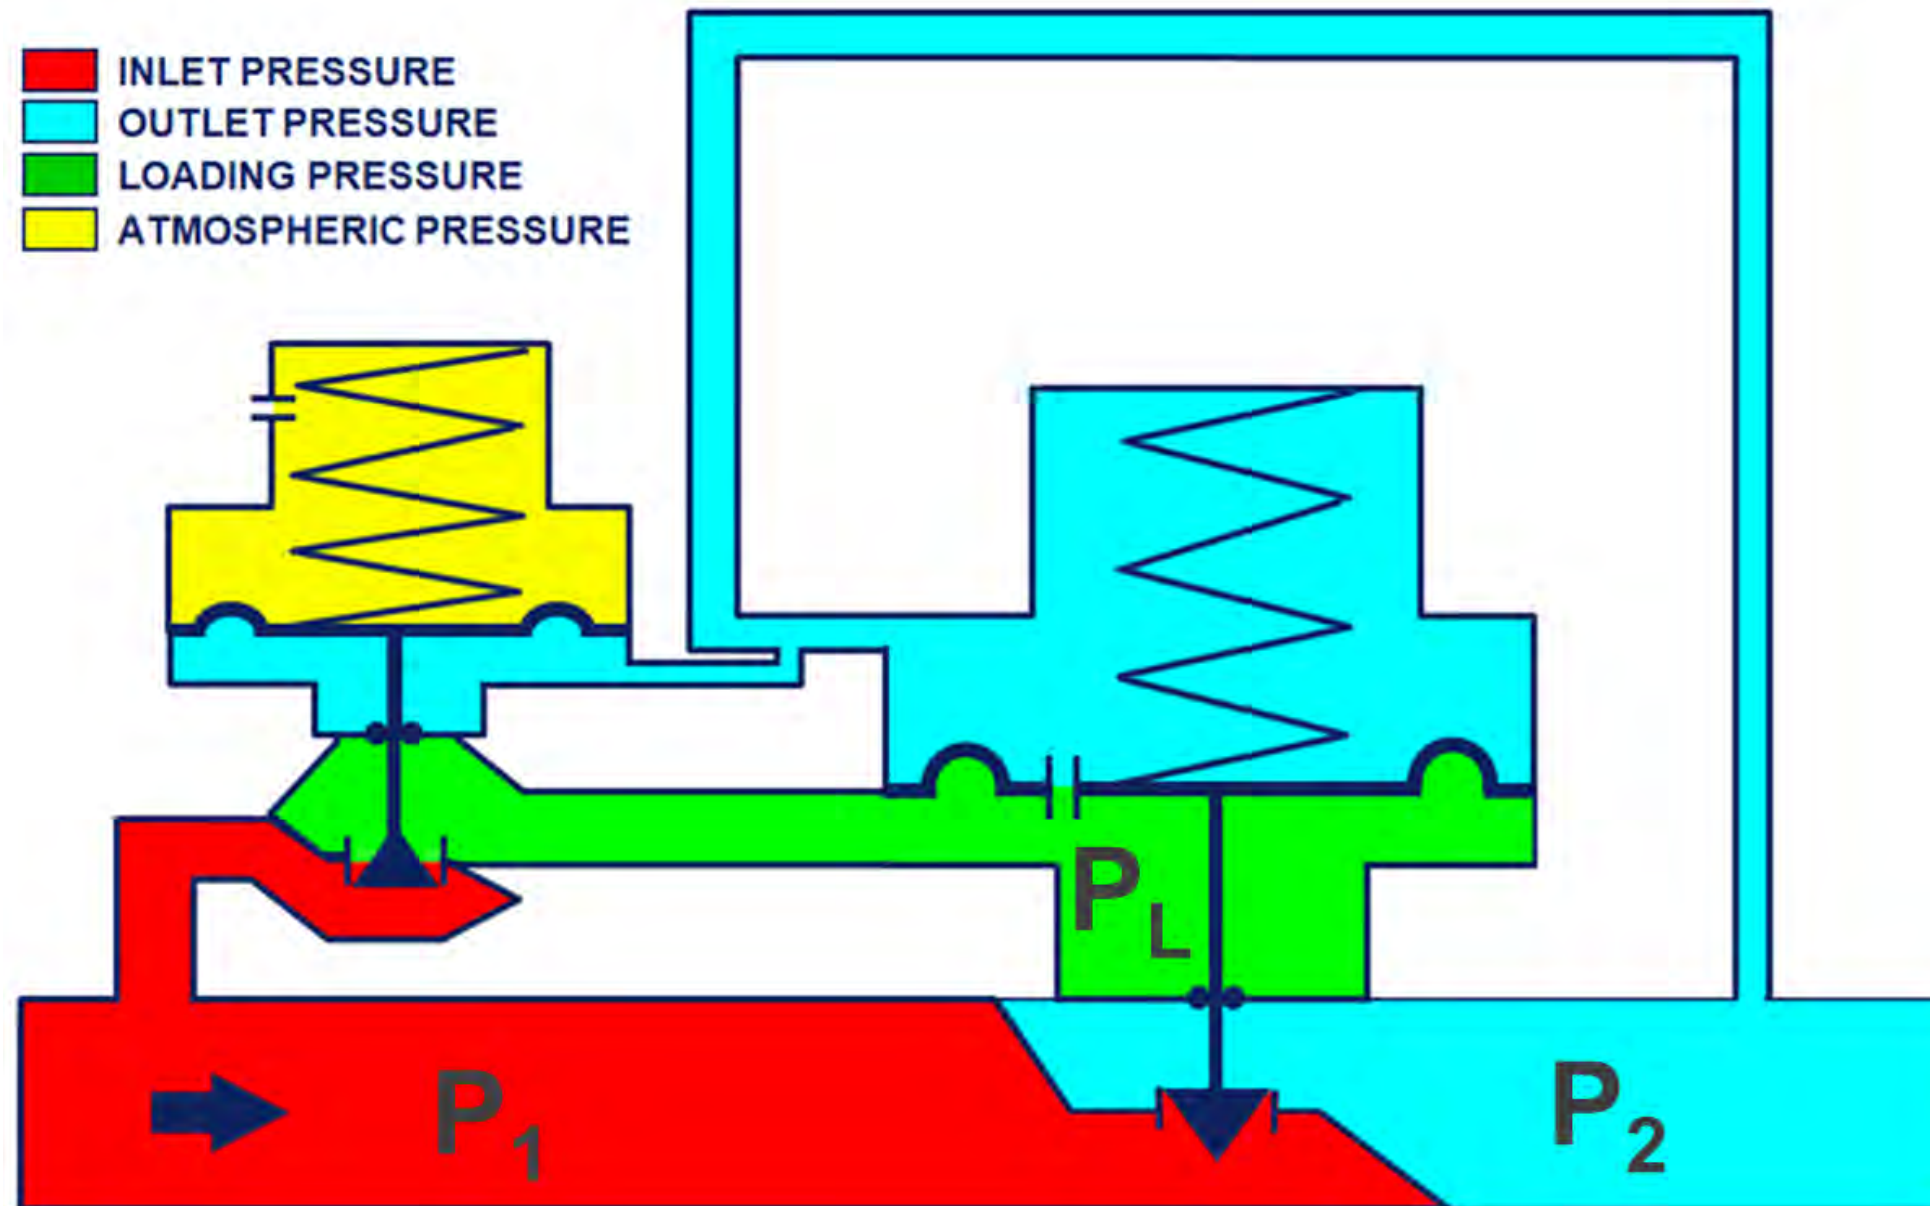 INLET PRESSURE
OUTLET PRESSURE
LOADING PRESSURE
ATMOSPHERIC PRESSURE
PL
P1
P2